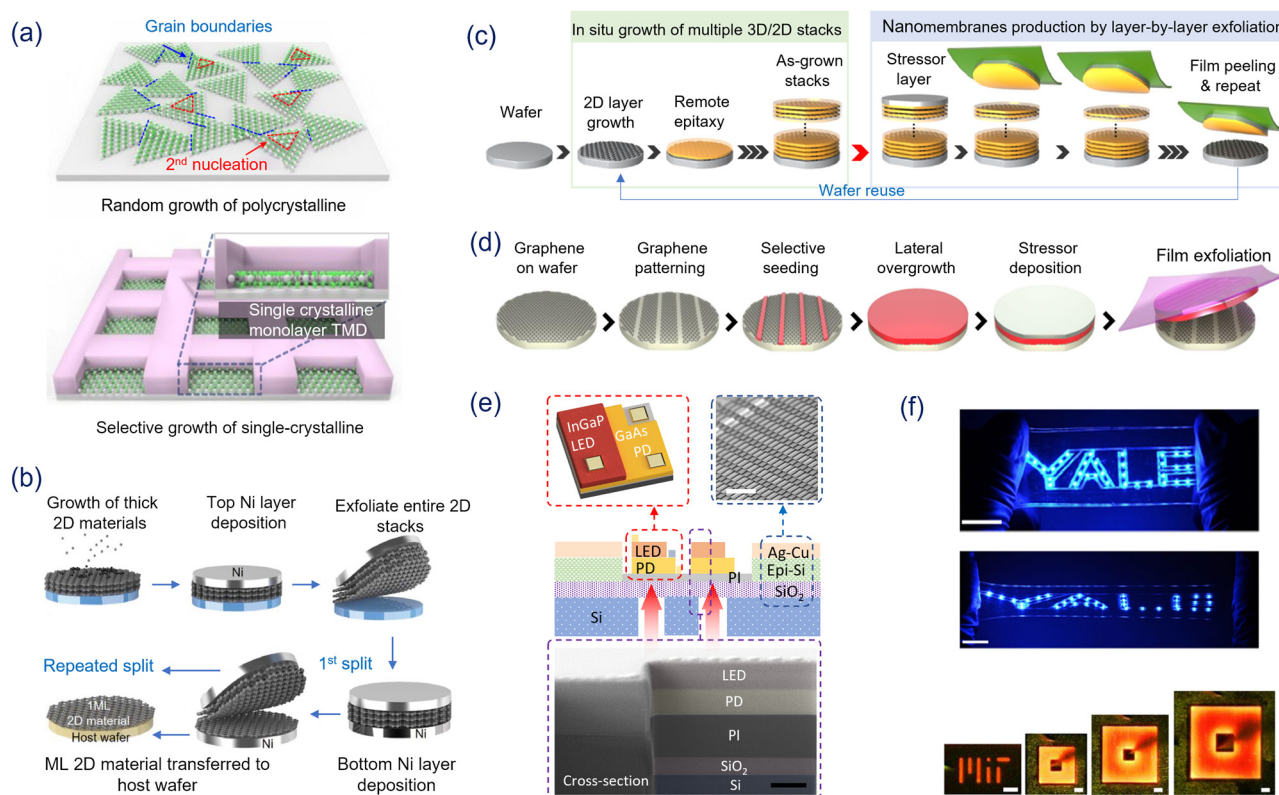 (a)
Grain boundaries
2nd nucleation
Random growth of polycrystalline
Single crystalline
monolayer TMD
Selective growth of single-crystalline
(b)
Growth of thick
2D materials
Top Ni layer
deposition
Exfoliate entire 2D
stacks
Ni
Repeated split
1st split
1ML
2D material
Host wafer
Ni
Ni
ML 2D material transferred to
host wafer
Bottom Ni layer
deposition
(c)
In situ growth of multiple 3D/2D stacks
Nanomembranes production by layer-by-layer exfoliation
Wafer
2D layer
growth
Remote
epitaxy
As-grown
stacks
Stressor
layer
Film peeling
& repeat
Wafer reuse
(d)
Graphene
on wafer
Graphene
patterning
Selective
seeding
Lateral
overgrowth
Stressor
deposition
Film exfoliation
(e)
InGaP
LED
GaAs
PD
LED
PD
PI
Ag-Cu
Epi-Si
SiO2
Si
LED
PD
PI
SiO2
Si
Cross-section
(f)
YALE
MIT